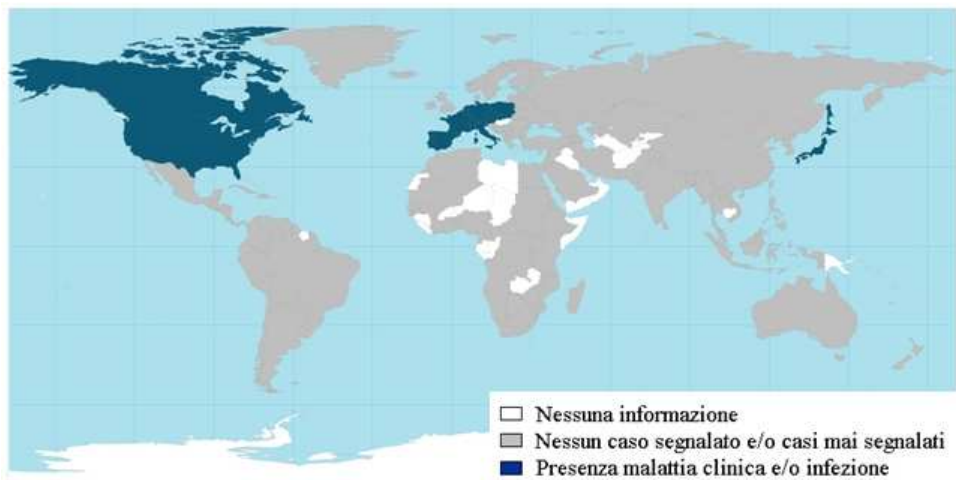 Nessuna informazione
Nessun caso segnalato e/o casi mai segnalati
Presenza malattia clinica e/o infezione